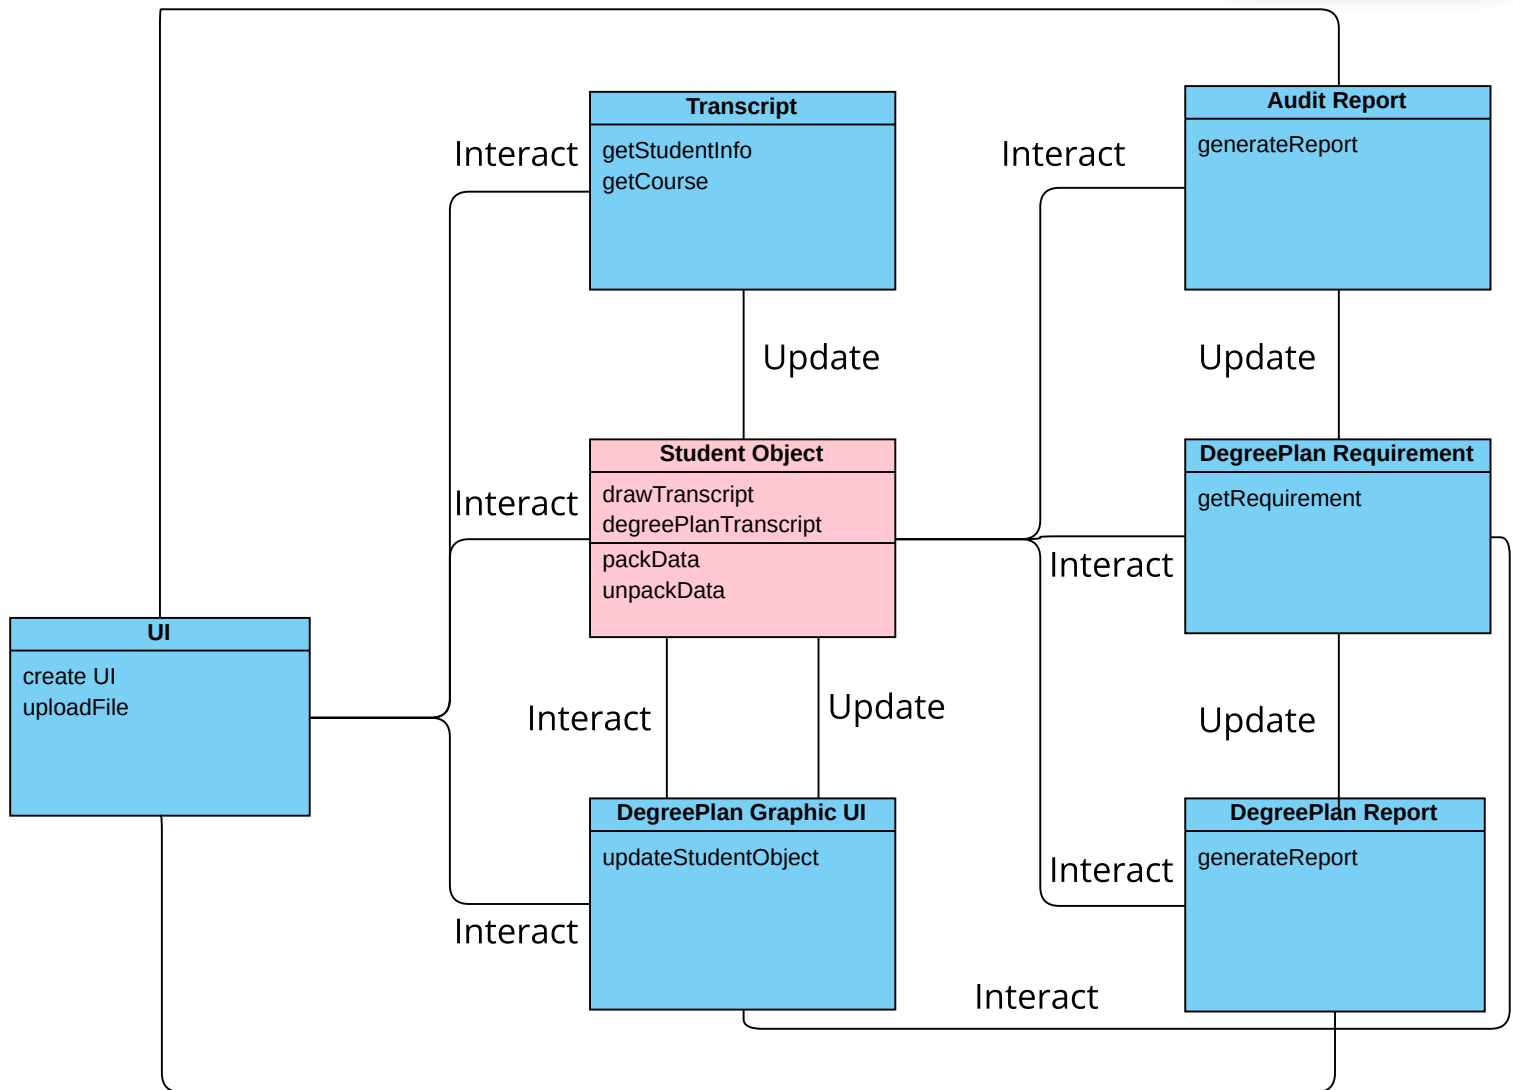 Transcript
getStudentInfo
getCourse
Interact
Audit Report
generateReport
Interact
Update
Update
Student Object
drawTranscript
degreePlanTranscript
packData
unpackData
Interact
DegreePlan Requirement
getRequirement
Interact
UI
create UI
uploadFile
Interact
Update
Update
DegreePlan Graphic UI
updateStudentObject
Interact
DegreePlan Report
generateReport
Interact
Interact